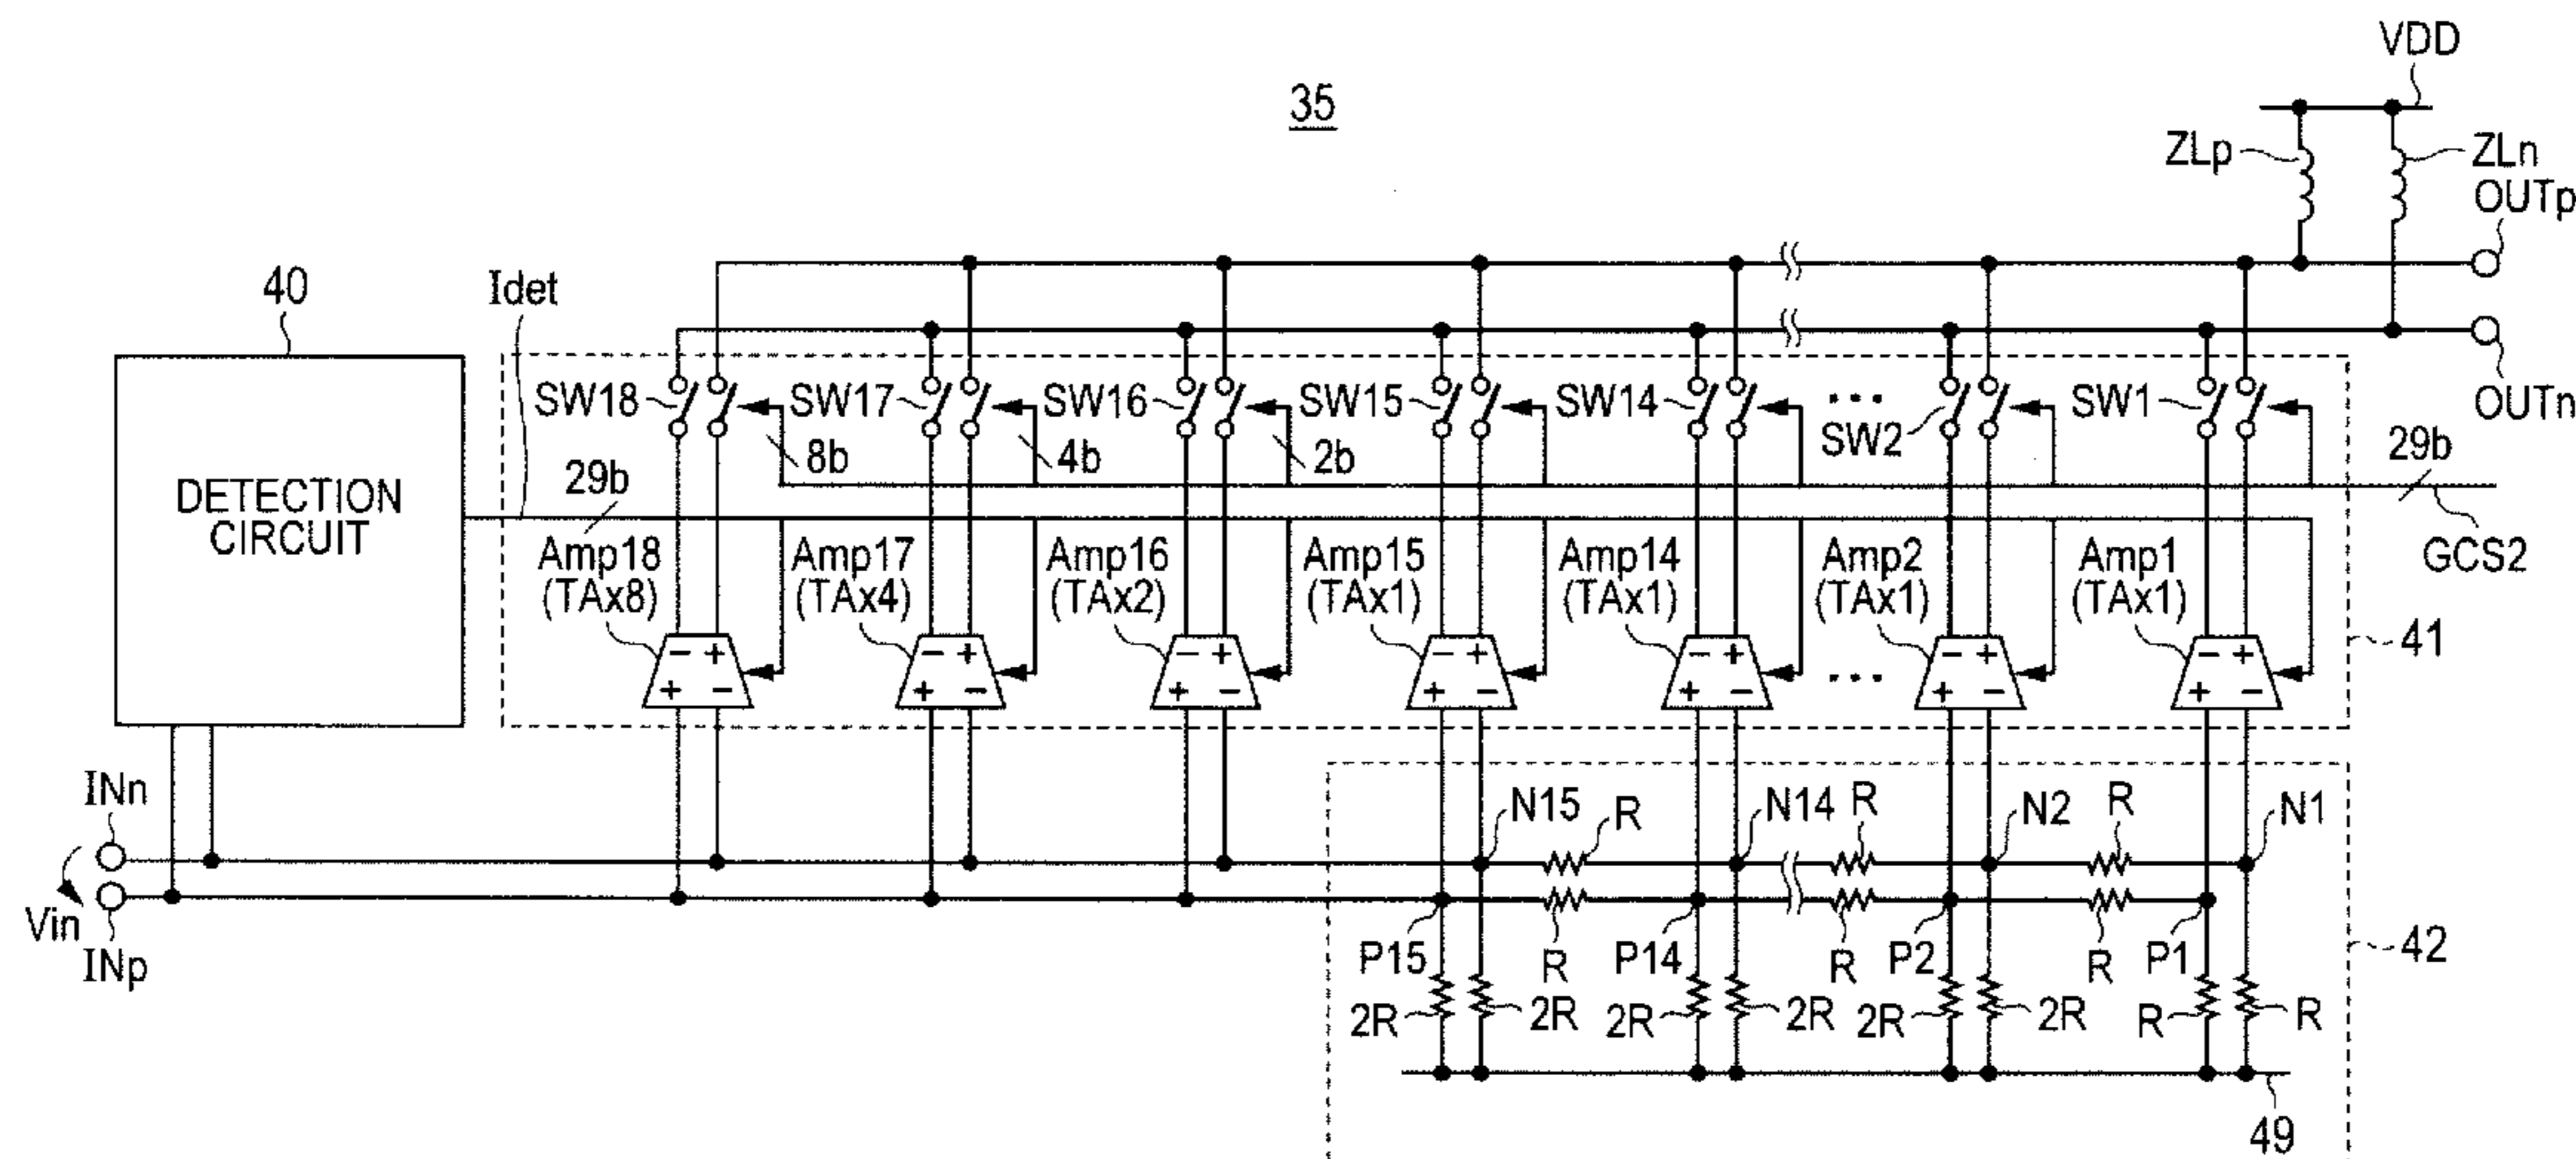 35
VDD
ZLp
ZLn
OUTp
OUTn
40
Idet
DETECTION
CIRCUIT
SW18
SW17
SW16
SW15
SW14
...
SW2
SW1
8b
4b
2b
29b
29b
GCS2
Amp18
(TAx8)
Amp17
(TAx4)
Amp16
(TAx2)
Amp15
(TAx1)
Amp14
(TAx1)
Amp2
(TAx1)
Amp1
(TAx1)
- +
+ -
- +
+ -
- +
+ -
- +
+ -
- +
+ -
...
- +
+ -
- +
+ -
41
INn
Vin
INp
N15
R
N14
R
N2
R
N1
P15
R
P14
R
P2
R
P1
42
2R
2R
2R
2R
2R
2R
R
R
49